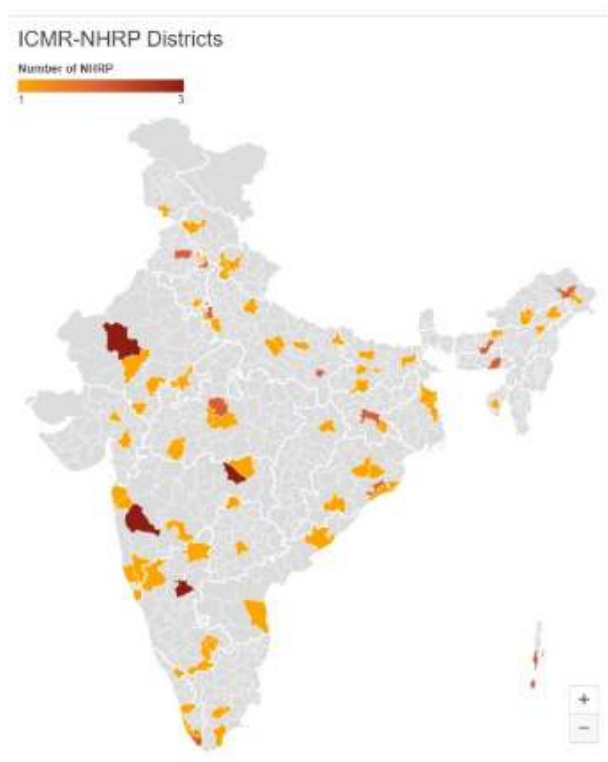 ICMR-NHRP Districts
Number of NHRP
1 3
+
−